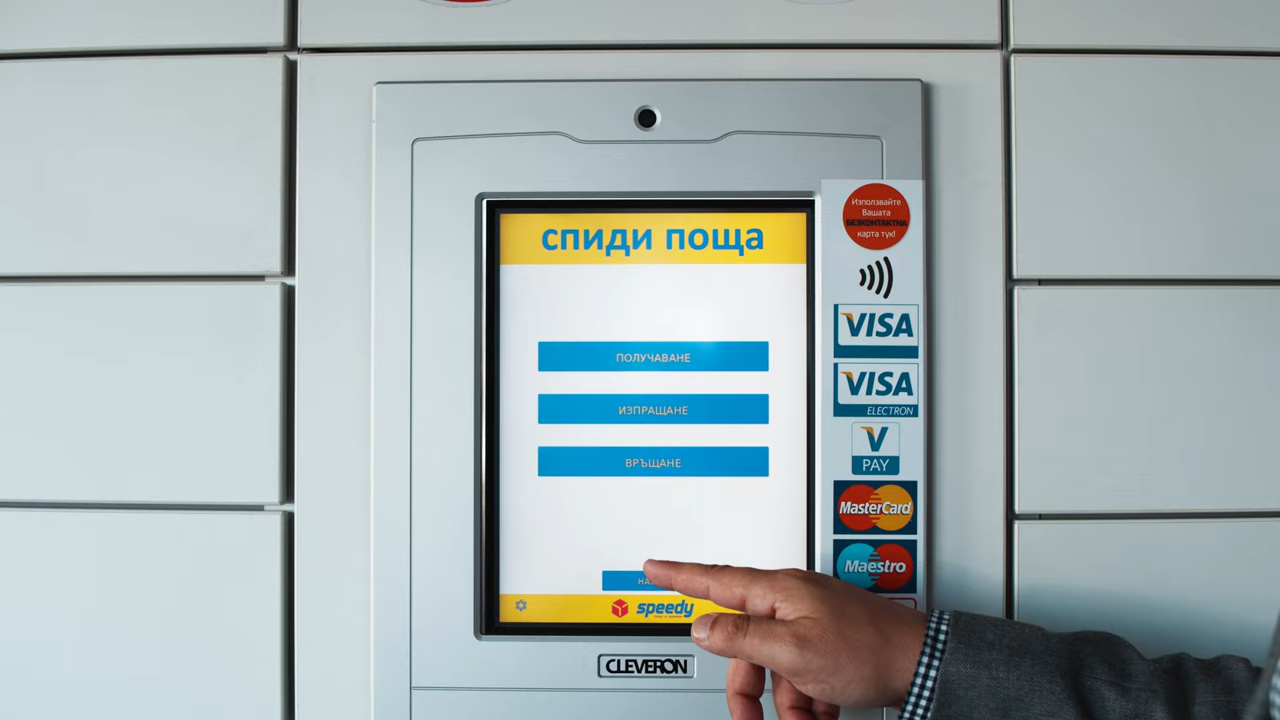 спиди поща
ПОЛУЧАВАНЕ
ИЗПРАЩАНЕ
ВРЪЩАНЕ
speedy
CLEVERON
Използвайте
Вашата
БЕЗКОНТАКТНА
карта тук!
VISA
VISA
ELECTRON
V
PAY
MasterCard
Maestro